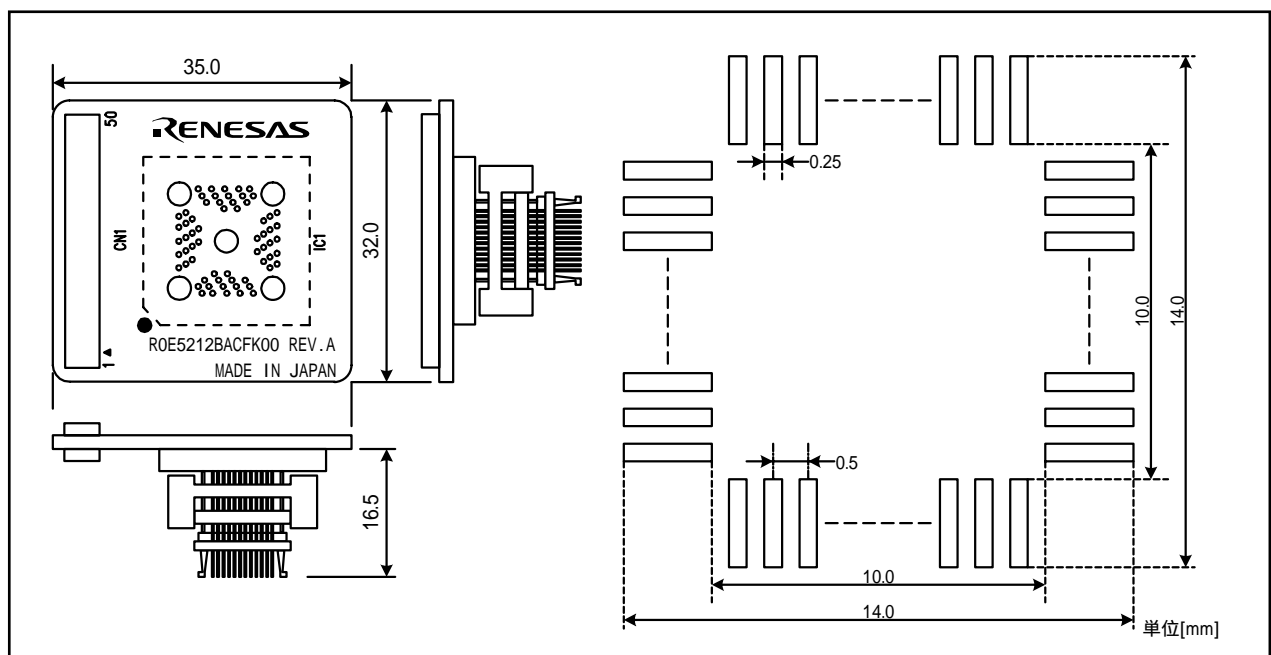 35.0
50
RENESAS
CN1
IC1
32.0
R0E5212BACFK00 REV.A
1
MADE IN JAPAN
16.5
0.25
10.0
14.0
0.5
10.0
14.0
単位[mm]